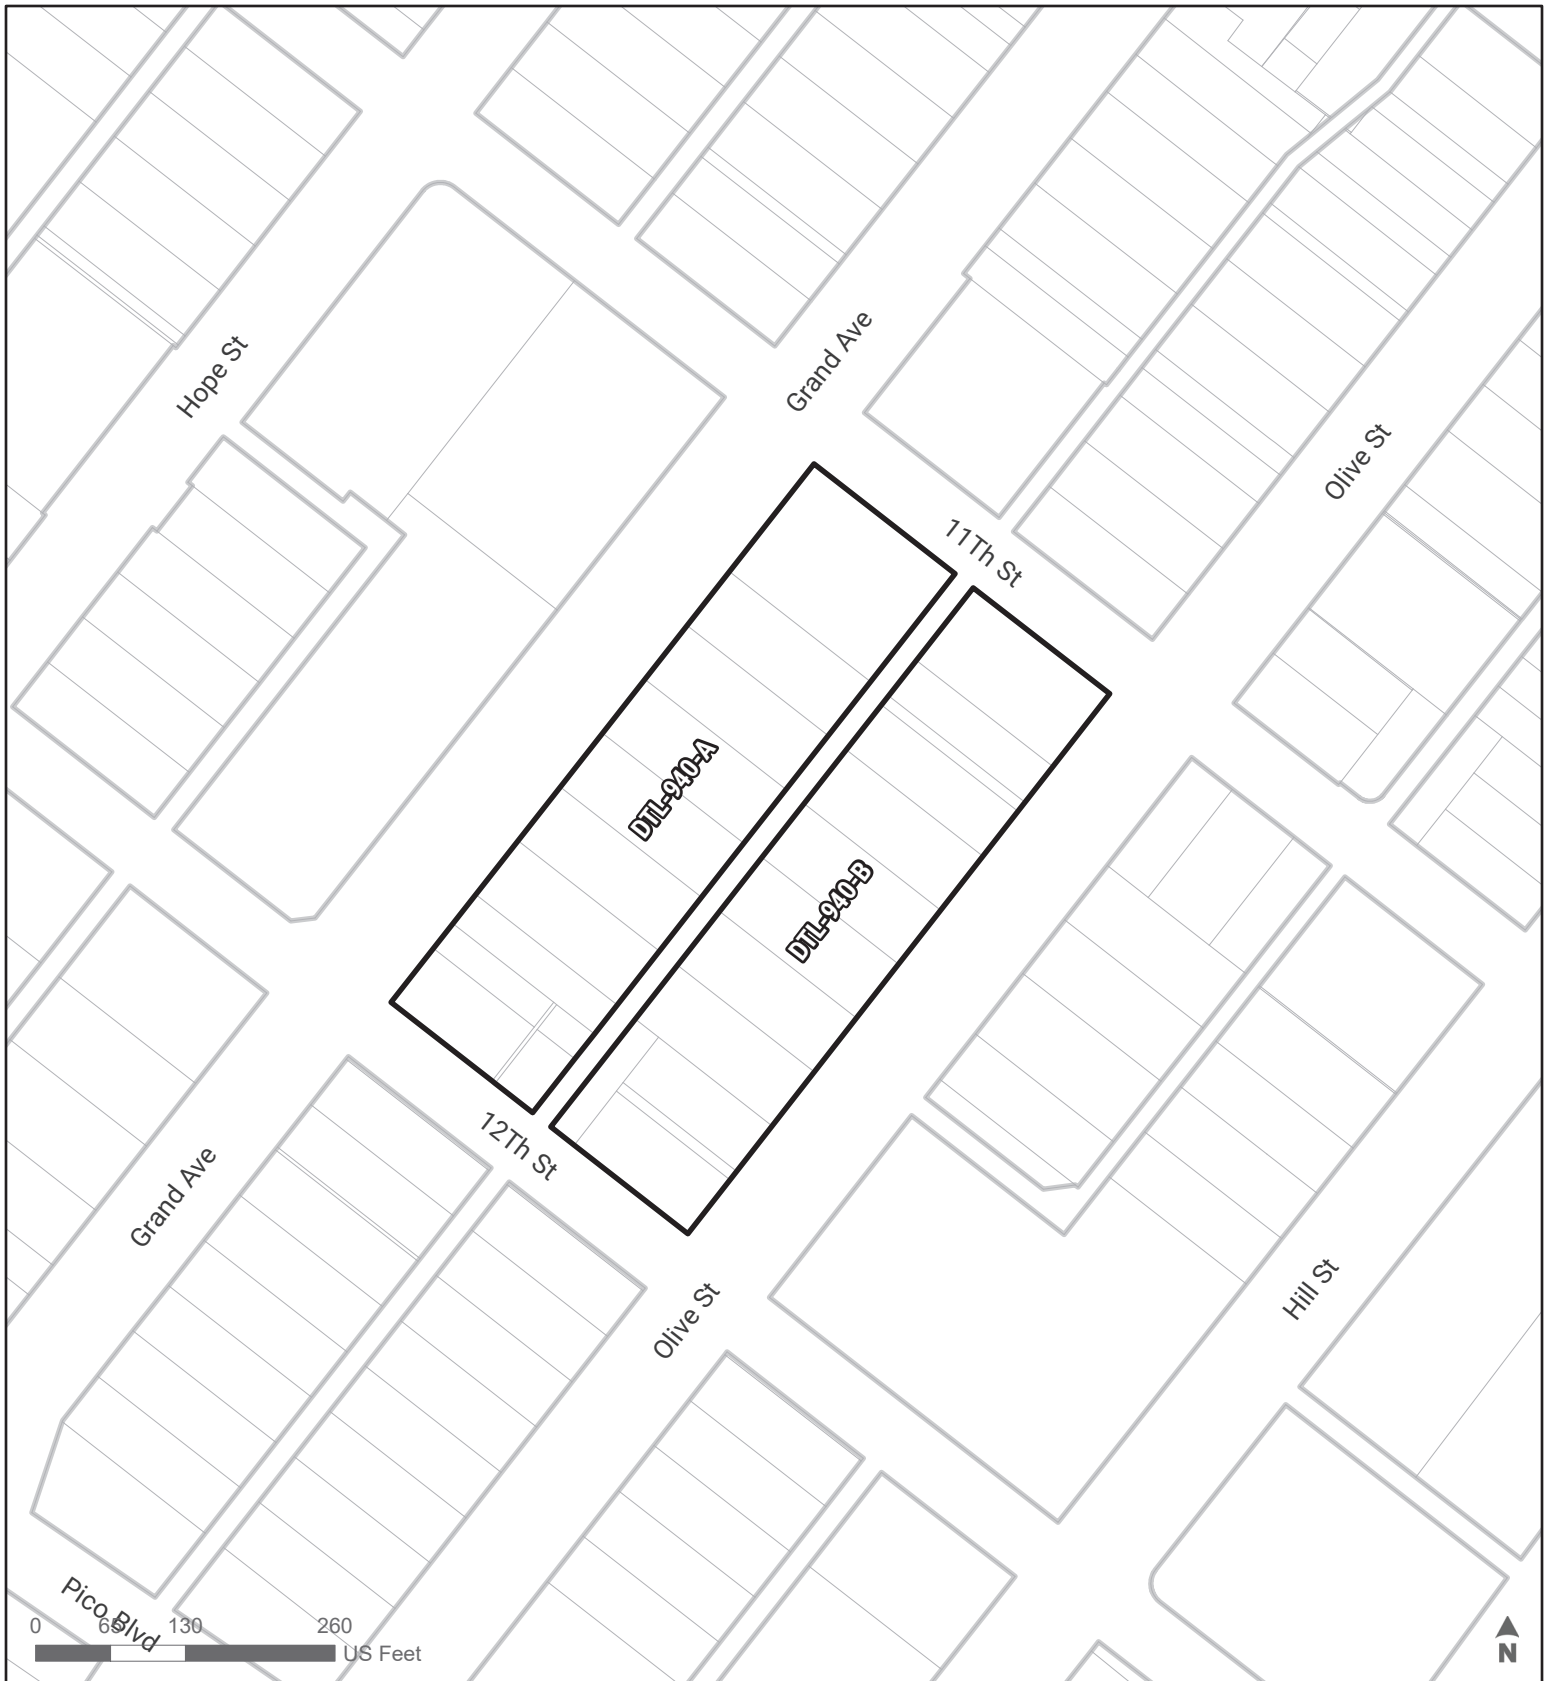 Hope St
Grand Ave
Olive St
11Th St
DTL-940-A
DTL-940-B
12Th St
Grand Ave
Olive St
Hill St
Pico Blvd
0 65 130 260
US Feet
N